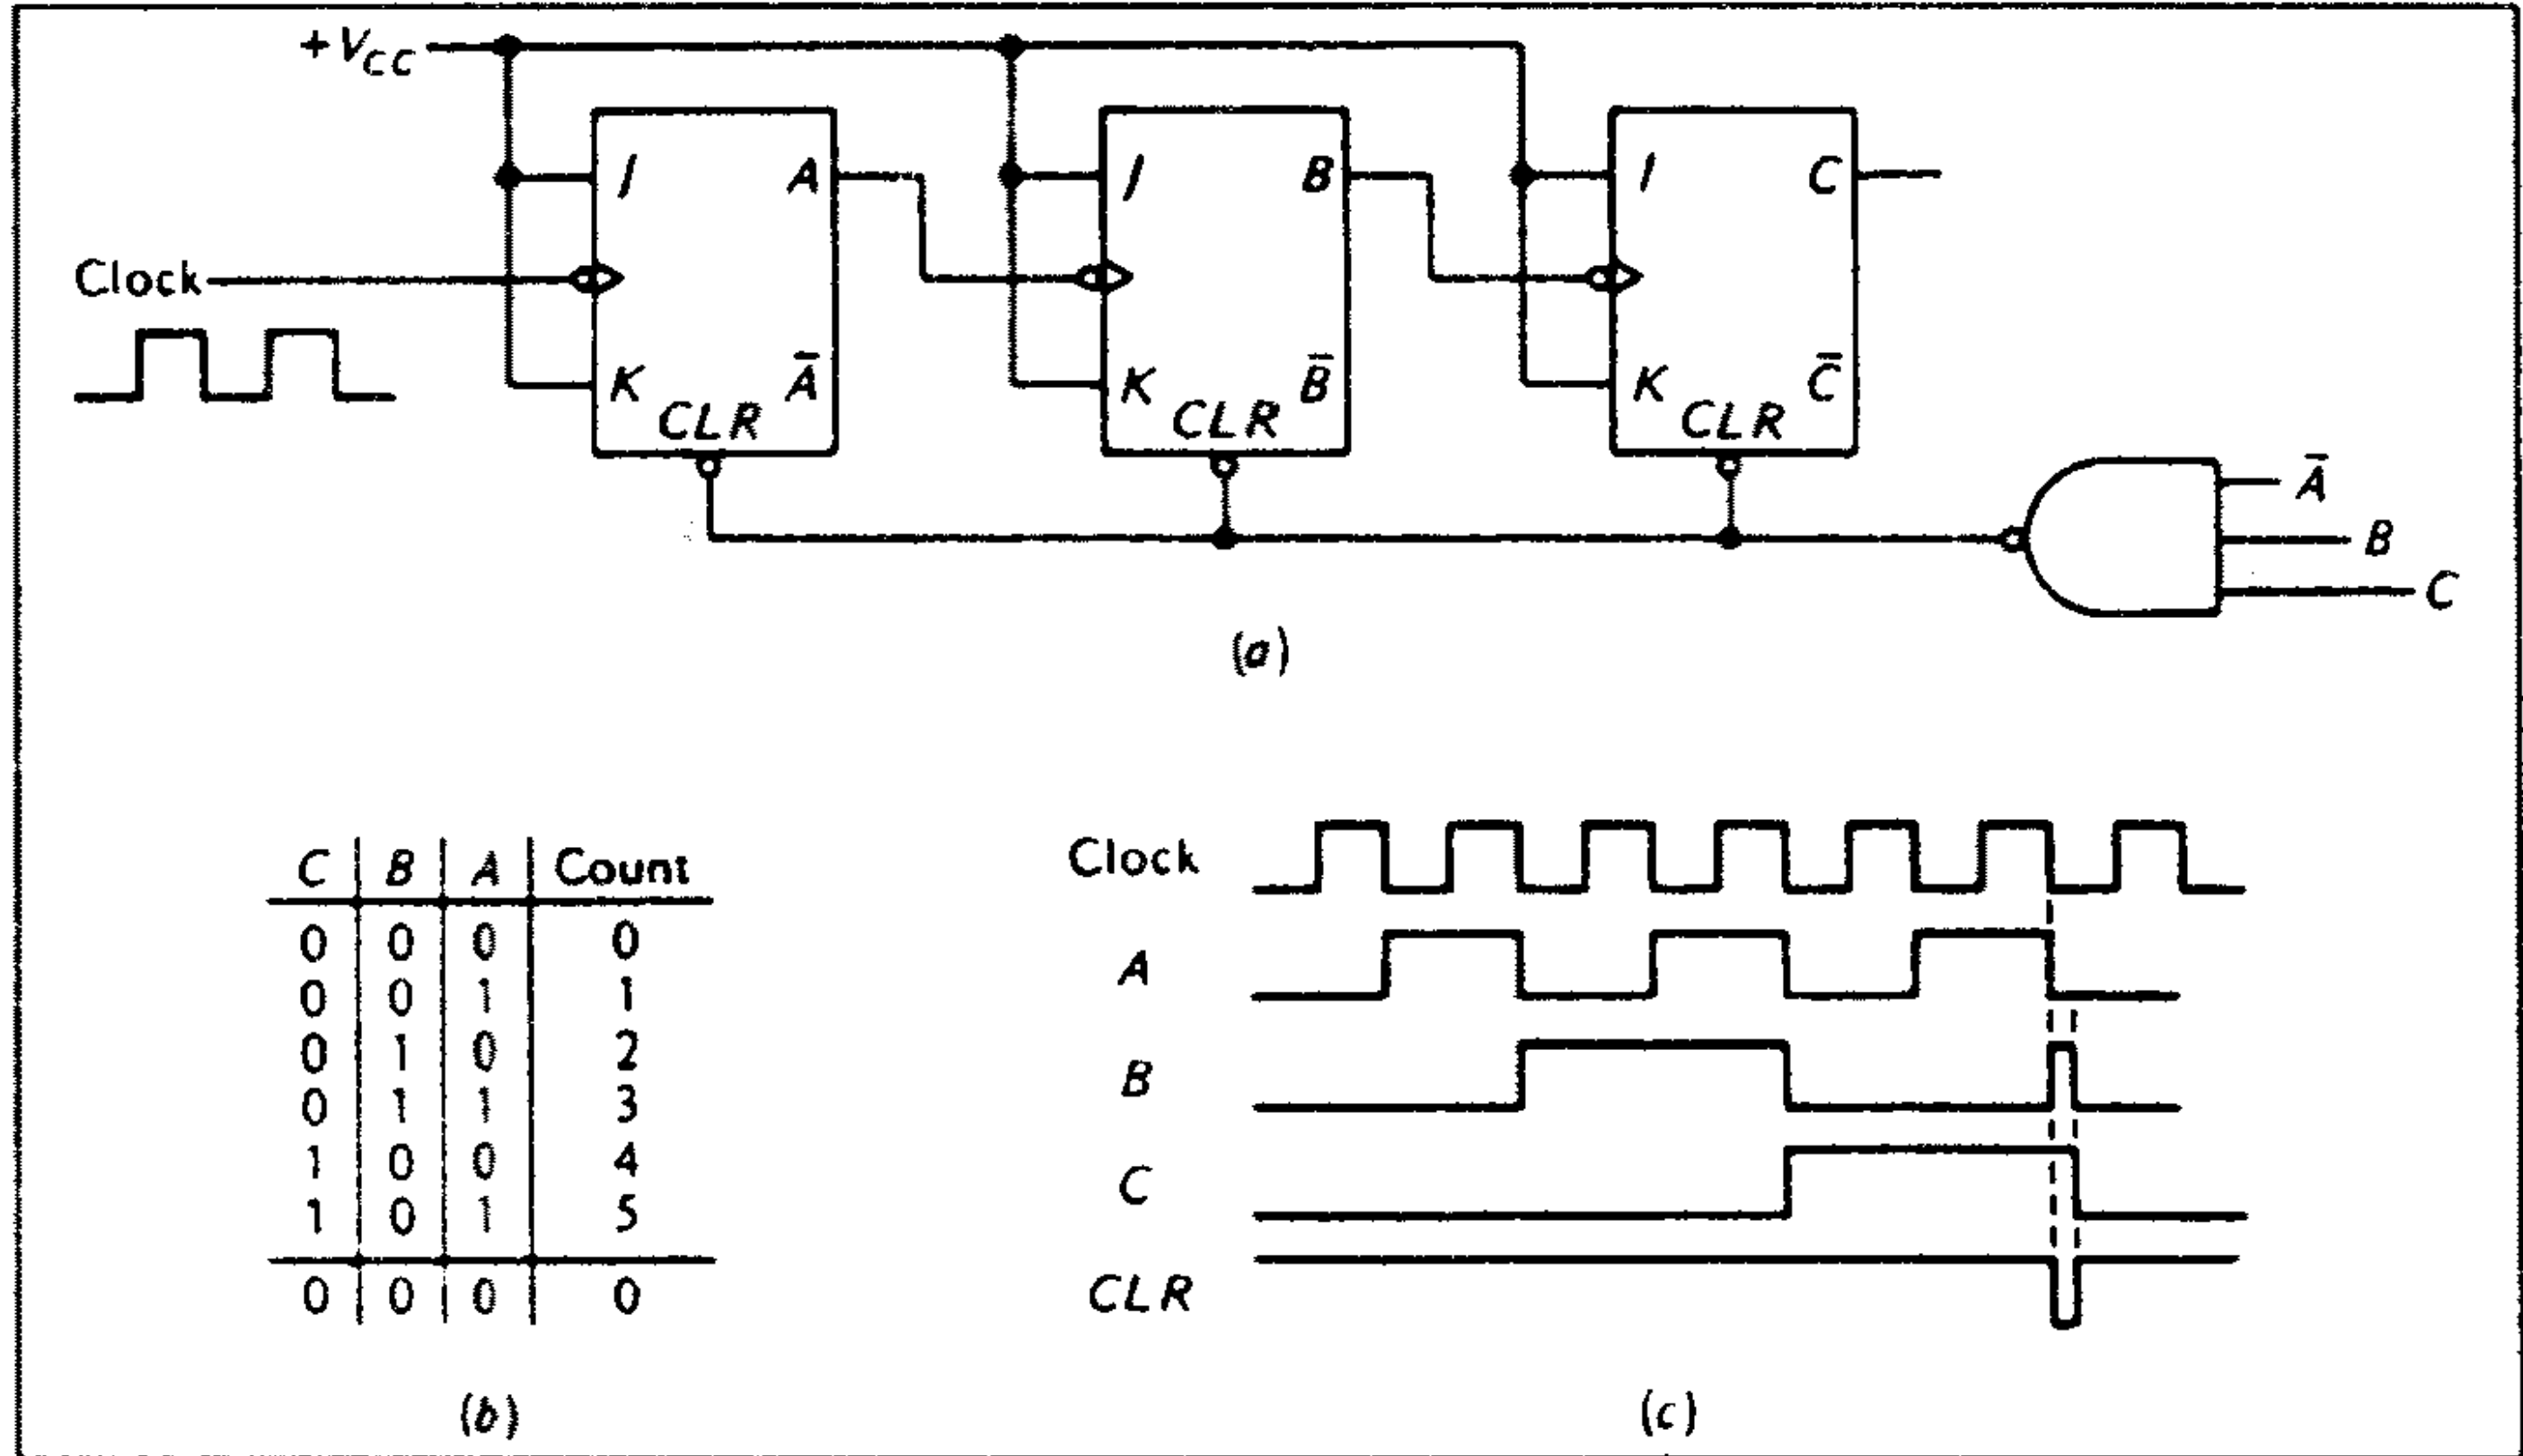 +V_CC
J A J B J C
Clock
K Ā K B̄ K C̄
CLR CLR CLR
Ā
B
C
(a)
C B A Count
0 0 0 0
0 0 1 1
0 1 0 2
0 1 1 3
1 0 0 4
1 0 1 5
0 0 0 0
(b)
Clock
A
B
C
CLR
(c)